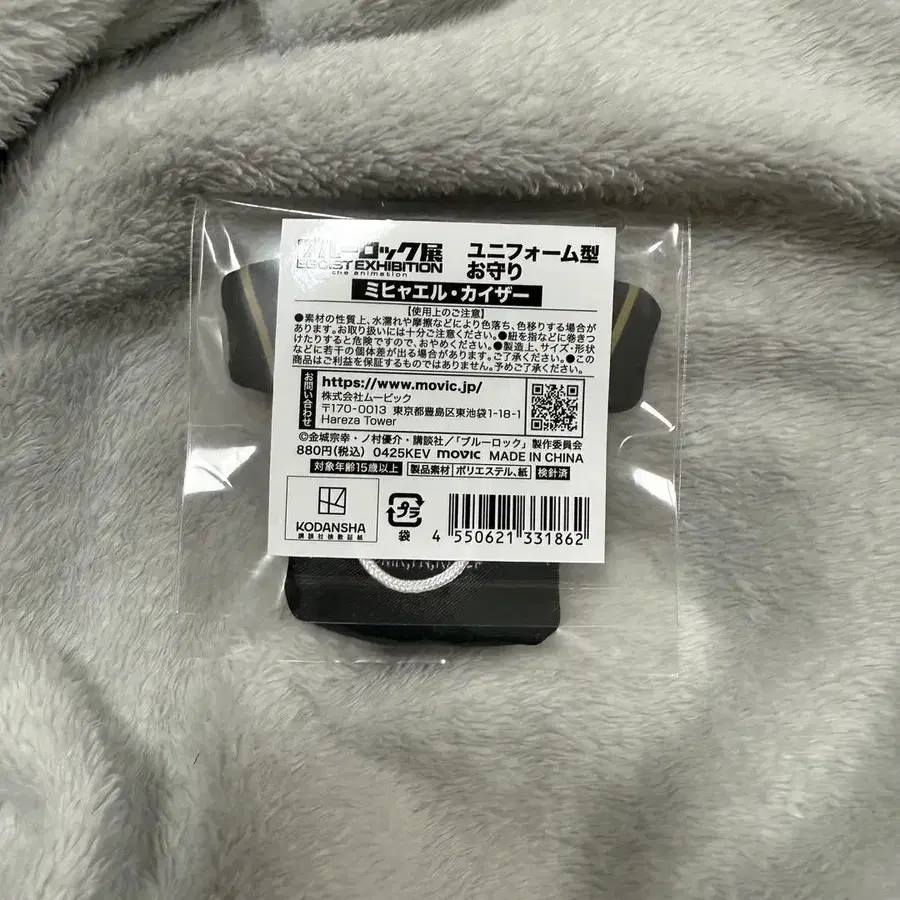 ブルーロック展
EGOIST EXHIBITION
the animation
ユニフォーム型
お守り
ミヒャエル・カイザー
【使用上のご注意】
●素材の性質上、水濡れや摩擦などにより色落ち、色移りする場合が
あります。お取り扱いには十分ご注意ください。●紐を指などに巻きつ
けたりすると危険ですので、おやめください。●製造上、サイズ・形状
などに若干の個体差が出る場合があります。ご了承ください。●この
商品はご利益を保証するものではありません。予めご了承ください。
お問い合わせ
https://www.movic.jp/
株式会社ムービック
〒170-0013 東京都豊島区東池袋1-18-1
Hareza Tower
©金城宗幸・ノ村優介・講談社／「ブルーロック」製作委員会
880円(税込) 0425KEV movic MADE IN CHINA
対象年齢15歳以上 製品素材 ポリエステル、紙 検針済
KODANSHA
講談社検数証紙
プラ
袋
4 550621 331862